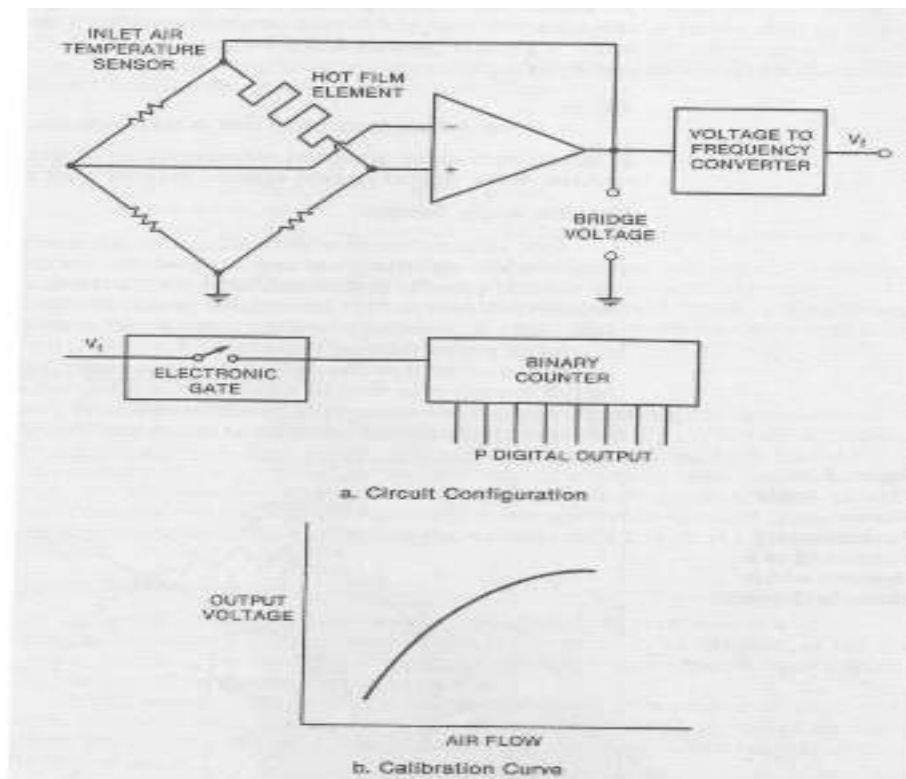 INLET AIR
TEMPERATURE
SENSOR
HOT FILM
ELEMENT
VOLTAGE TO
FREQUENCY
CONVERTER
Vf
−
+
BRIDGE
VOLTAGE
Vf
ELECTRONIC
GATE
BINARY
COUNTER
P DIGITAL OUTPUT
a. Circuit Configuration
OUTPUT
VOLTAGE
AIR FLOW
b. Calibration Curve